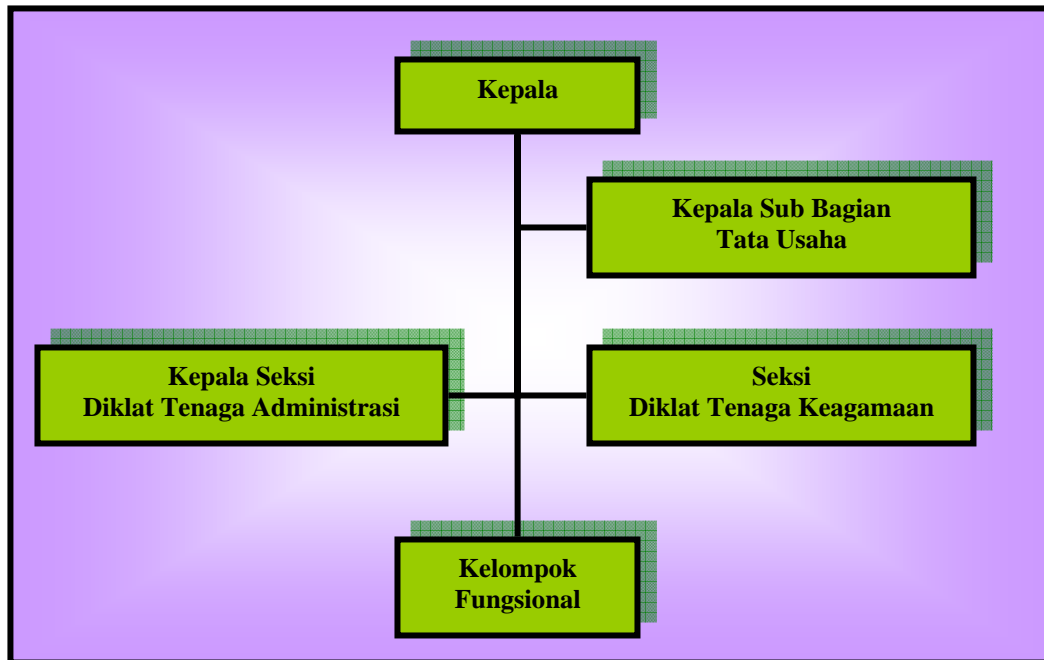 Kepala
Kepala Sub Bagian
Tata Usaha
Kepala Seksi
Diklat Tenaga Administrasi
Seksi
Diklat Tenaga Keagamaan
Kelompok
Fungsional